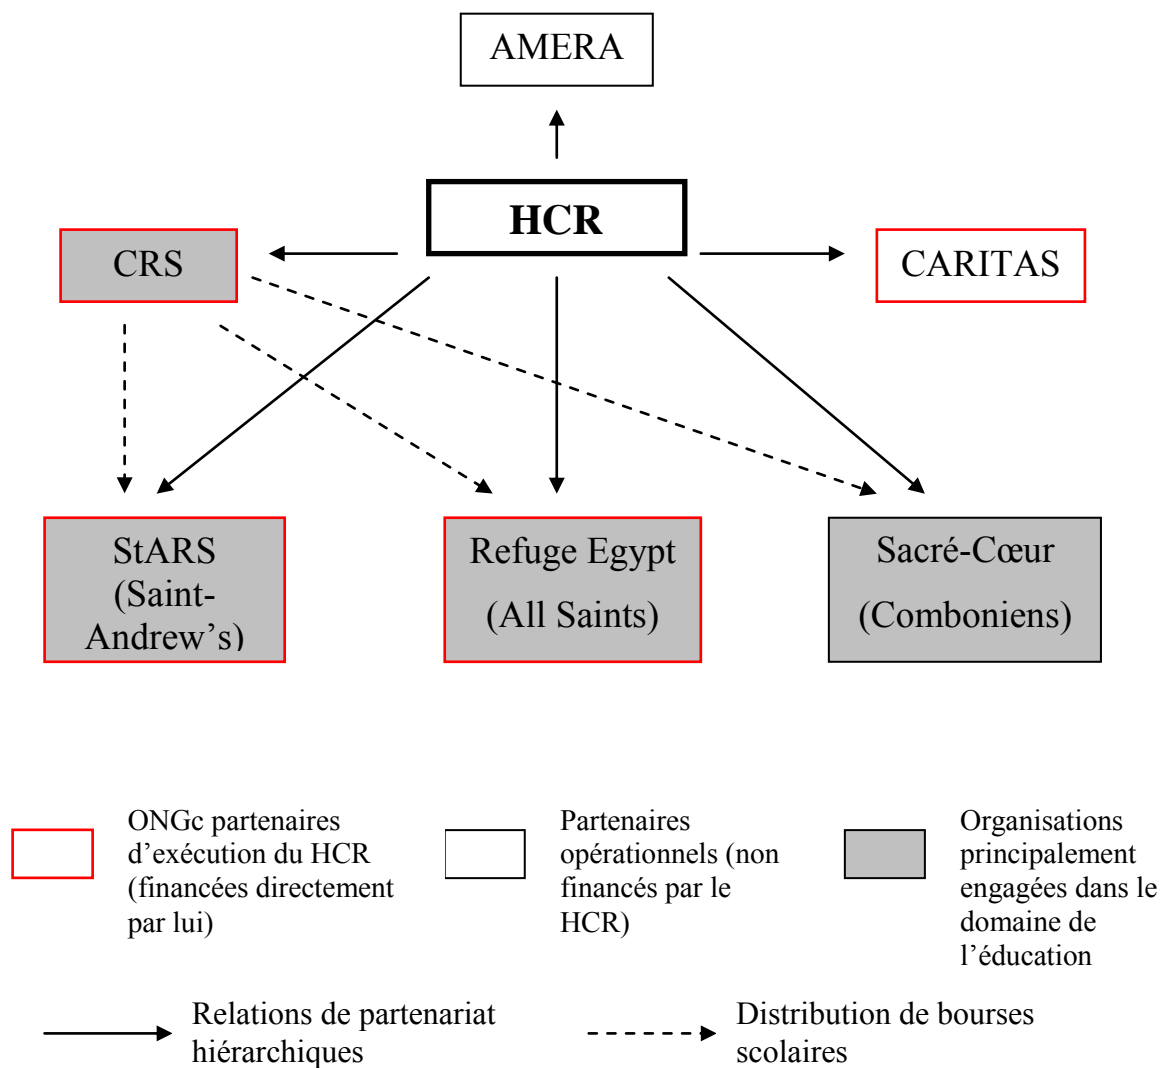 AMERA
HCR
CRS
CARITAS
StARS
(Saint-
Andrew’s)
Refuge Egypt
(All Saints)
Sacré-Cœur
(Comboniens)
ONGc partenaires
d’exécution du HCR
(financées directement
par lui)
Partenaires
opérationnels (non
financés par le
HCR)
Organisations
principalement
engagées dans le
domaine de
l’éducation
Relations de partenariat
hiérarchiques
Distribution de bourses
scolaires